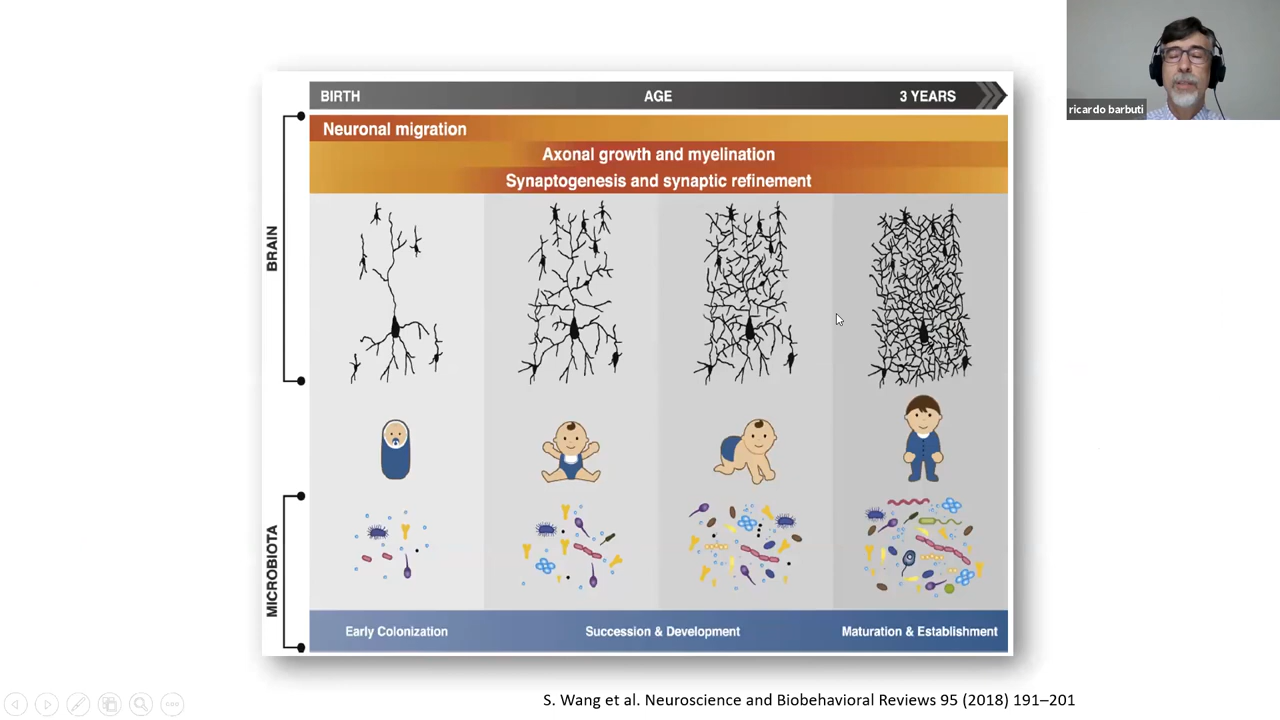 ricardo barbuti
BIRTH AGE 3 YEARS
Neuronal migration
Axonal growth and myelination
Synaptogenesis and synaptic refinement
BRAIN
MICROBIOTA
Early Colonization Succession & Development Maturation & Establishment
S. Wang et al. Neuroscience and Biobehavioral Reviews 95 (2018) 191–201